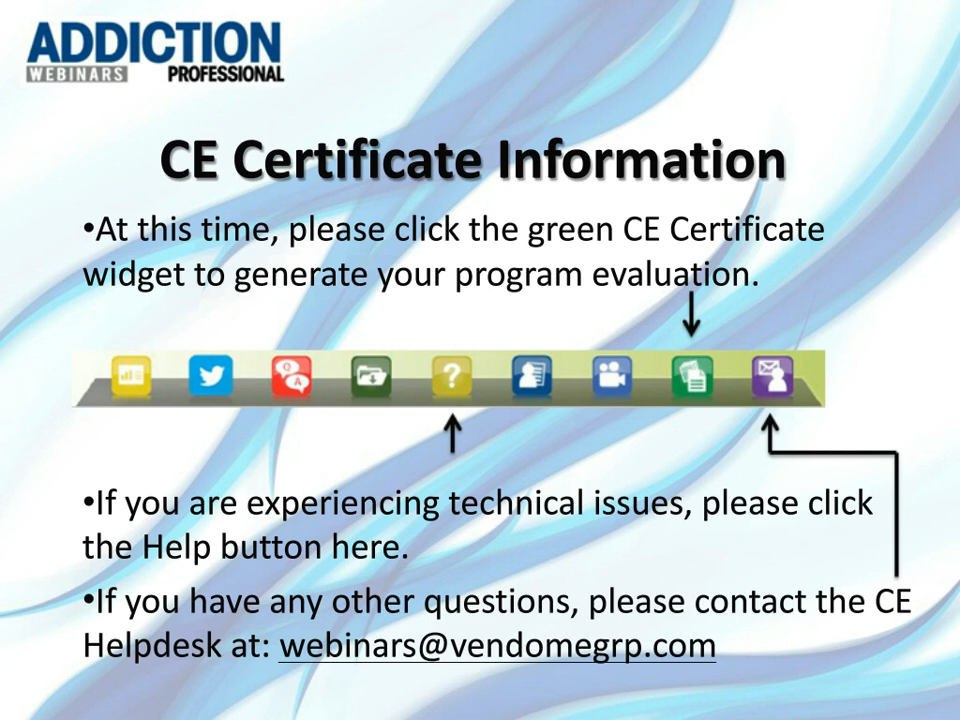 ADDICTION
WEBINARS PROFESSIONAL
CE Certificate Information
•At this time, please click the green CE Certificate
widget to generate your program evaluation.
Q
A
?
•If you are experiencing technical issues, please click
the Help button here.
•If you have any other questions, please contact the CE
Helpdesk at: webinars@vendomegrp.com